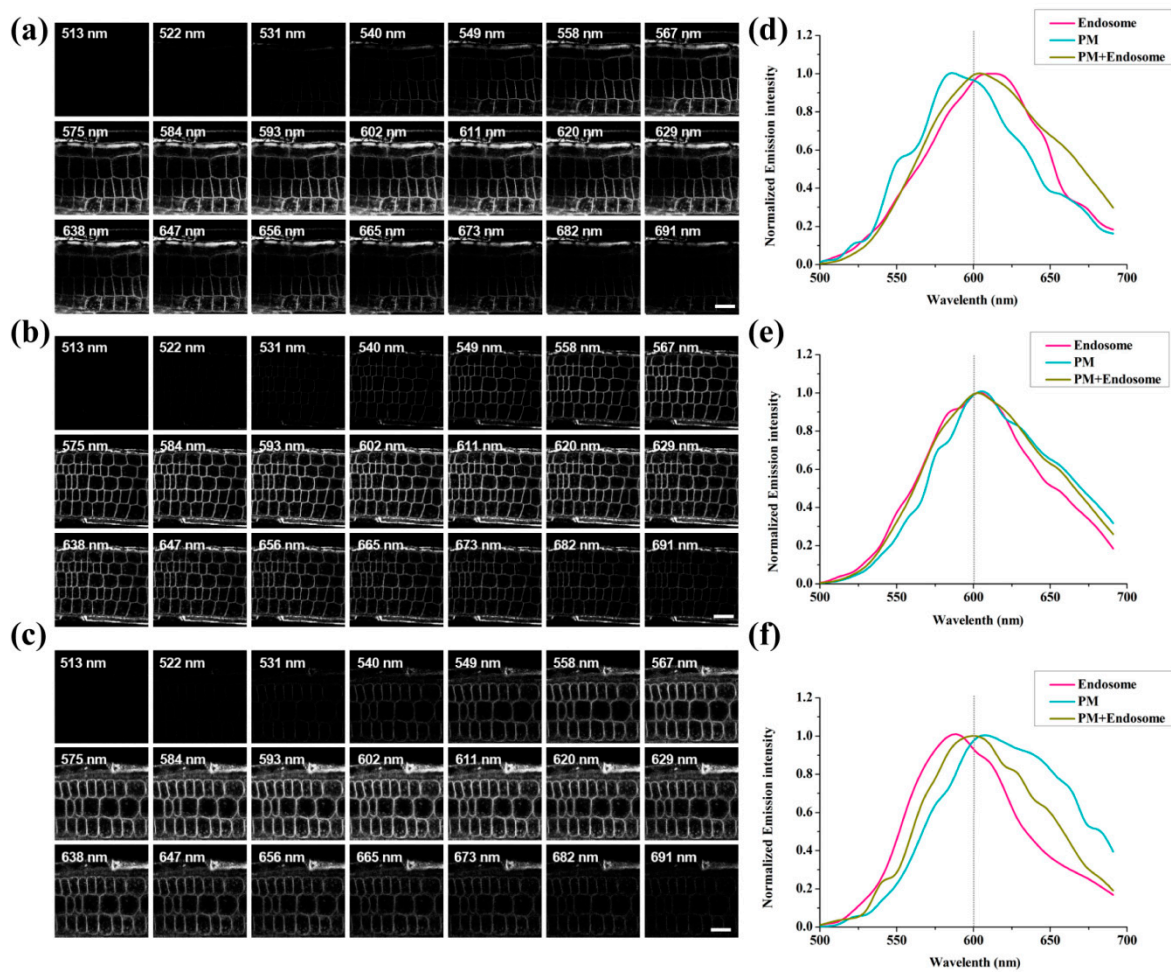 (a)
513 nm 522 nm 531 nm 540 nm 549 nm 558 nm 567 nm
575 nm 584 nm 593 nm 602 nm 611 nm 620 nm 629 nm
638 nm 647 nm 656 nm 665 nm 673 nm 682 nm 691 nm
(d)
Endosome
PM
PM+Endosome
Normalized Emission intensity
1.2
1.0
0.8
0.6
0.4
0.2
0.0
500 550 600 650 700
Wavelenth (nm)
(b)
513 nm 522 nm 531 nm 540 nm 549 nm 558 nm 567 nm
575 nm 584 nm 593 nm 602 nm 611 nm 620 nm 629 nm
638 nm 647 nm 656 nm 665 nm 673 nm 682 nm 691 nm
(e)
Endosome
PM
PM+Endosome
Normalized Emission intensity
1.2
1.0
0.8
0.6
0.4
0.2
0.0
500 550 600 650 700
Wavelenth (nm)
(c)
513 nm 522 nm 531 nm 540 nm 549 nm 558 nm 567 nm
575 nm 584 nm 593 nm 602 nm 611 nm 620 nm 629 nm
638 nm 647 nm 656 nm 665 nm 673 nm 682 nm 691 nm
(f)
Endosome
PM
PM+Endosome
Normalized Emission intensity
1.2
1.0
0.8
0.6
0.4
0.2
0.0
500 550 600 650 700
Wavelenth (nm)